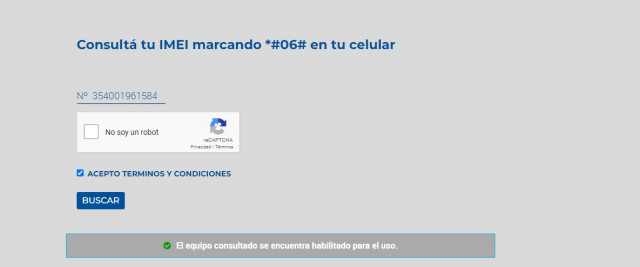 Consultá tu IMEI marcando *#06# en tu celular
Nº 354001961584
No soy un robot
reCAPTCHA
Privacidad - Términos
ACEPTO TERMINOS Y CONDICIONES
BUSCAR
El equipo consultado se encuentra habilitado para el uso.